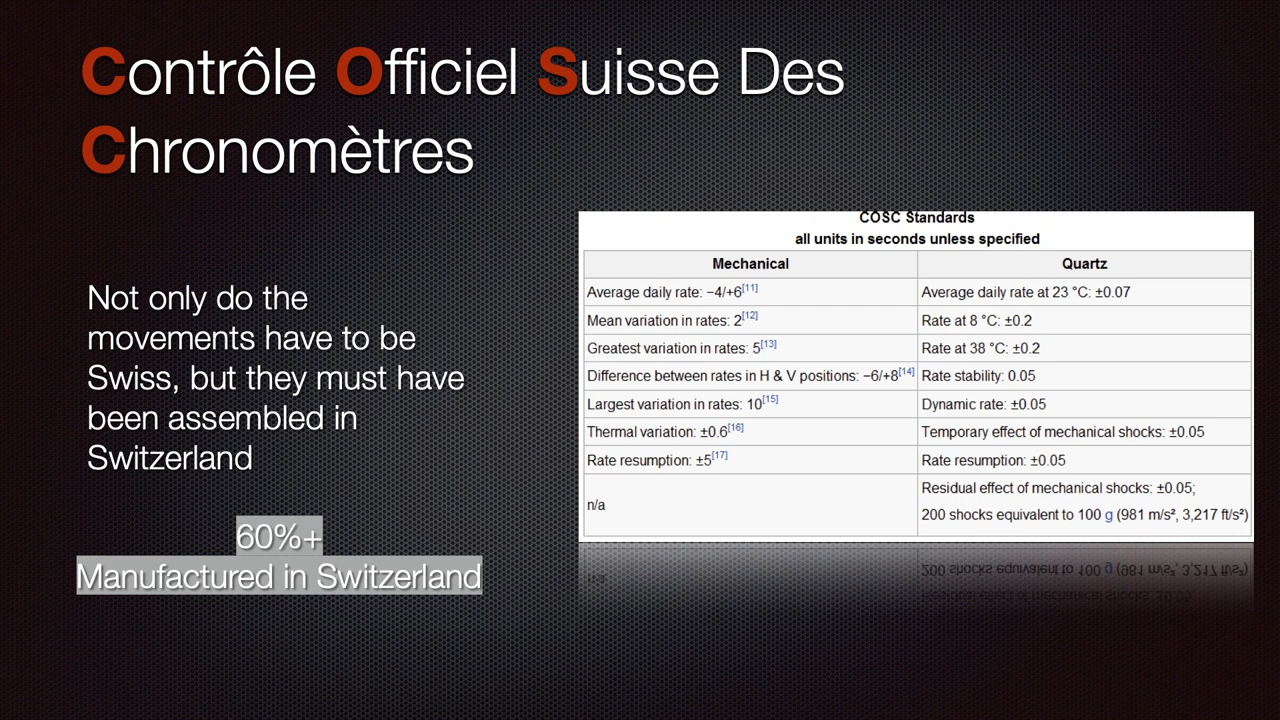 Contrôle Officiel Suisse Des
Chronomètres
Not only do the
movements have to be
Swiss, but they must have
been assembled in
Switzerland
60%+
Manufactured in Switzerland
COSC Standards
all units in seconds unless specified
Mechanical Quartz
Average daily rate: −4/+6[11] Average daily rate at 23 °C: ±0.07
Mean variation in rates: 2[12] Rate at 8 °C: ±0.2
Greatest variation in rates: 5[13] Rate at 38 °C: ±0.2
Difference between rates in H & V positions: −6/+8[14] Rate stability: 0.05
Largest variation in rates: 10[15] Dynamic rate: ±0.05
Thermal variation: ±0.6[16] Temporary effect of mechanical shocks: ±0.05
Rate resumption: ±5[17] Rate resumption: ±0.05
n/a Residual effect of mechanical shocks: ±0.05;
200 shocks equivalent to 100 g (981 m/s², 3,217 ft/s²)